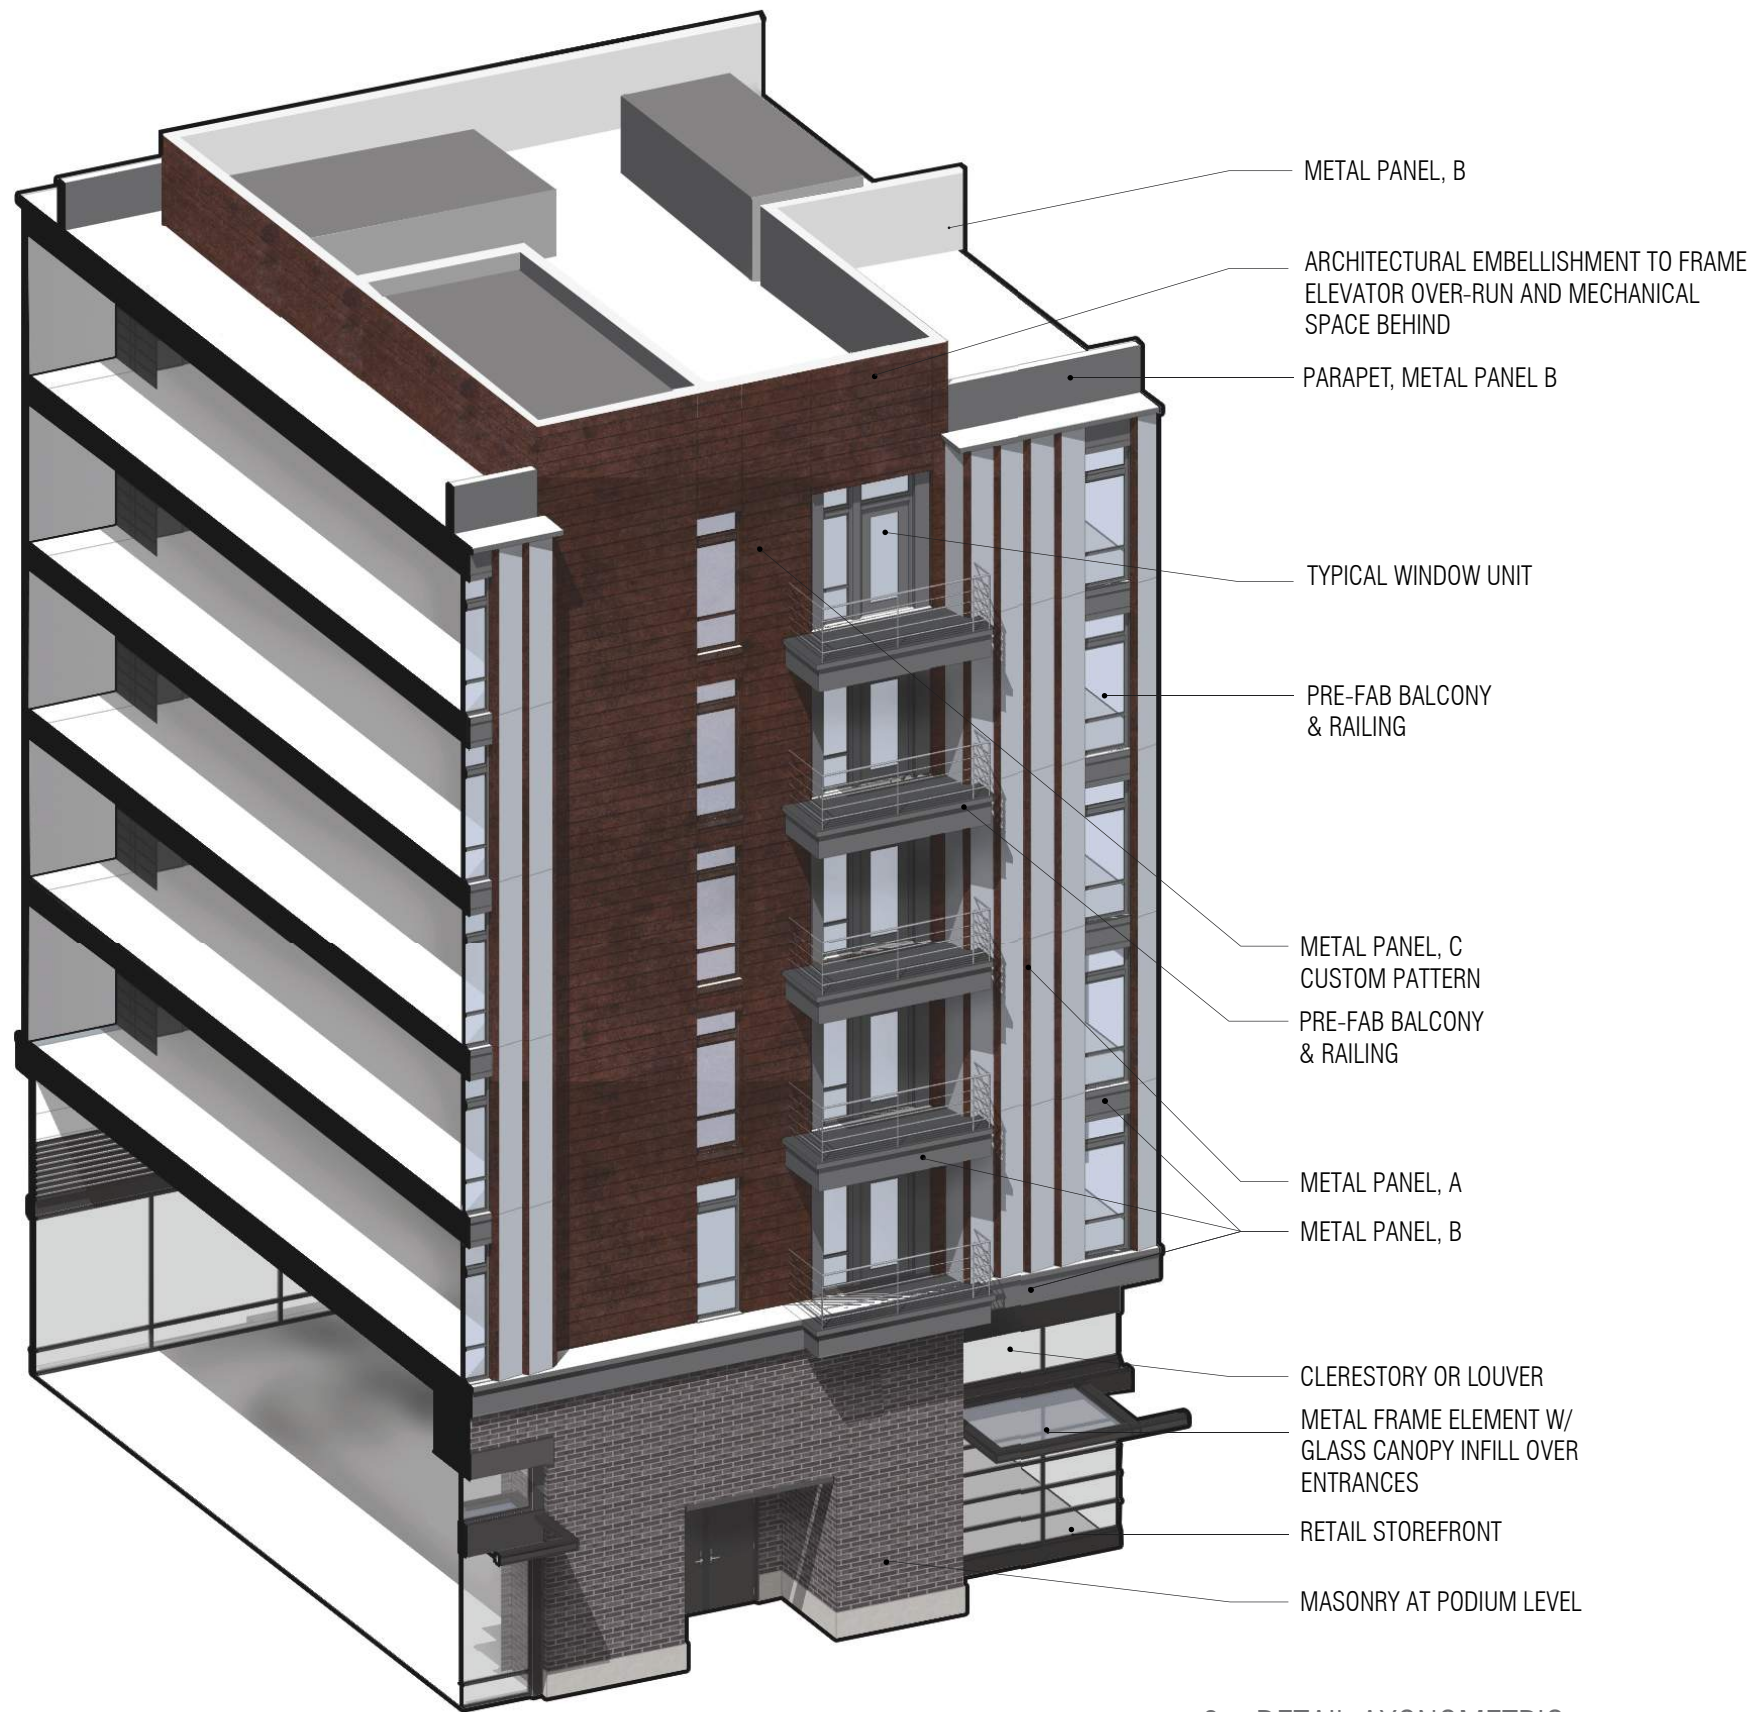 METAL PANEL, B
ARCHITECTURAL EMBELLISHMENT TO FRAME
ELEVATOR OVER-RUN AND MECHANICAL
SPACE BEHIND
PARAPET, METAL PANEL B
TYPICAL WINDOW UNIT
PRE-FAB BALCONY
& RAILING
METAL PANEL, C
CUSTOM PATTERN
PRE-FAB BALCONY
& RAILING
METAL PANEL, A
METAL PANEL, B
CLERESTORY OR LOUVER
METAL FRAME ELEMENT W/
GLASS CANOPY INFILL OVER
ENTRANCES
RETAIL STOREFRONT
MASONRY AT PODIUM LEVEL
DETAIL AXONOMETRIC